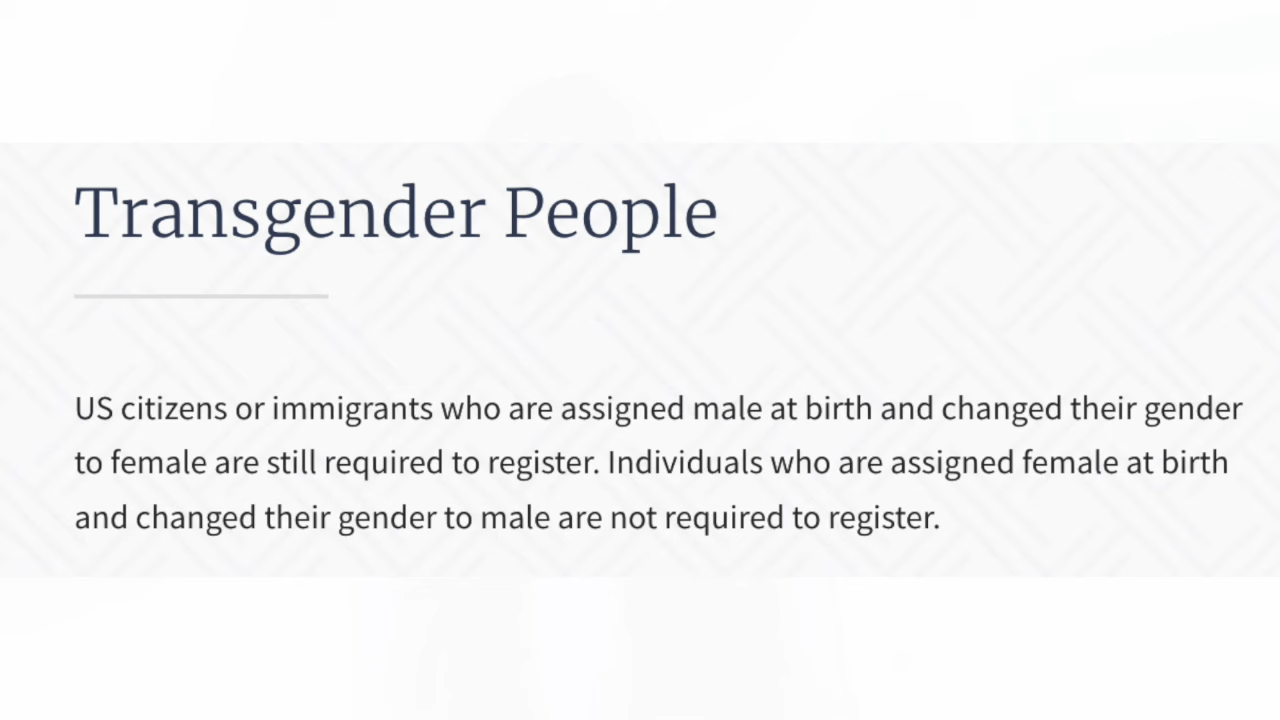 Transgender People
US citizens or immigrants who are assigned male at birth and changed their gender
to female are still required to register. Individuals who are assigned female at birth
and changed their gender to male are not required to register.